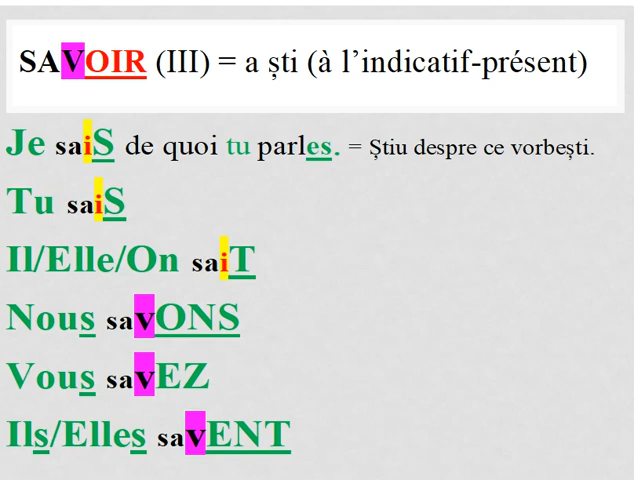 SAVOIR (III) = a ști (à l’indicatif-présent)
Je saiS de quoi tu parles. = Știu despre ce vorbești.
Tu saiS
Il/Elle/On saiT
Nous savONS
Vous savEZ
Ils/Elles savENT